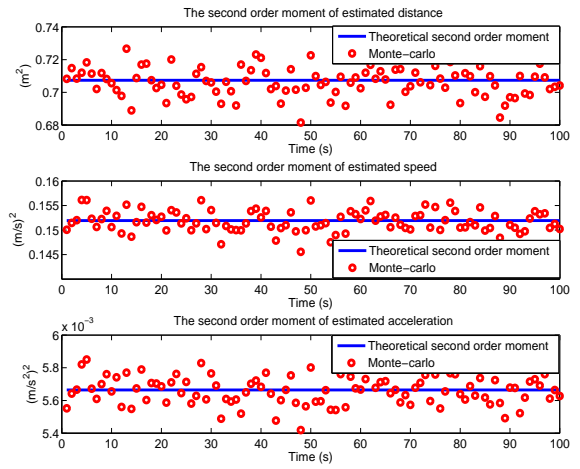 The second order moment of estimated distance
0.74
0.72
0.7
0.68
(m²)
Theoretical second order moment
Monte−carlo
0 10 20 30 40 50 60 70 80 90 100
Time (s)
The second order moment of estimated speed
0.16
0.155
0.15
0.145
(m/s)²
Theoretical second order moment
Monte−carlo
0 10 20 30 40 50 60 70 80 90 100
Time (s)
The second order moment of estimated acceleration
x 10⁻³
6
5.8
5.6
5.4
(m/s²)²
Theoretical second order moment
Monte−carlo
0 10 20 30 40 50 60 70 80 90 100
Time (s)